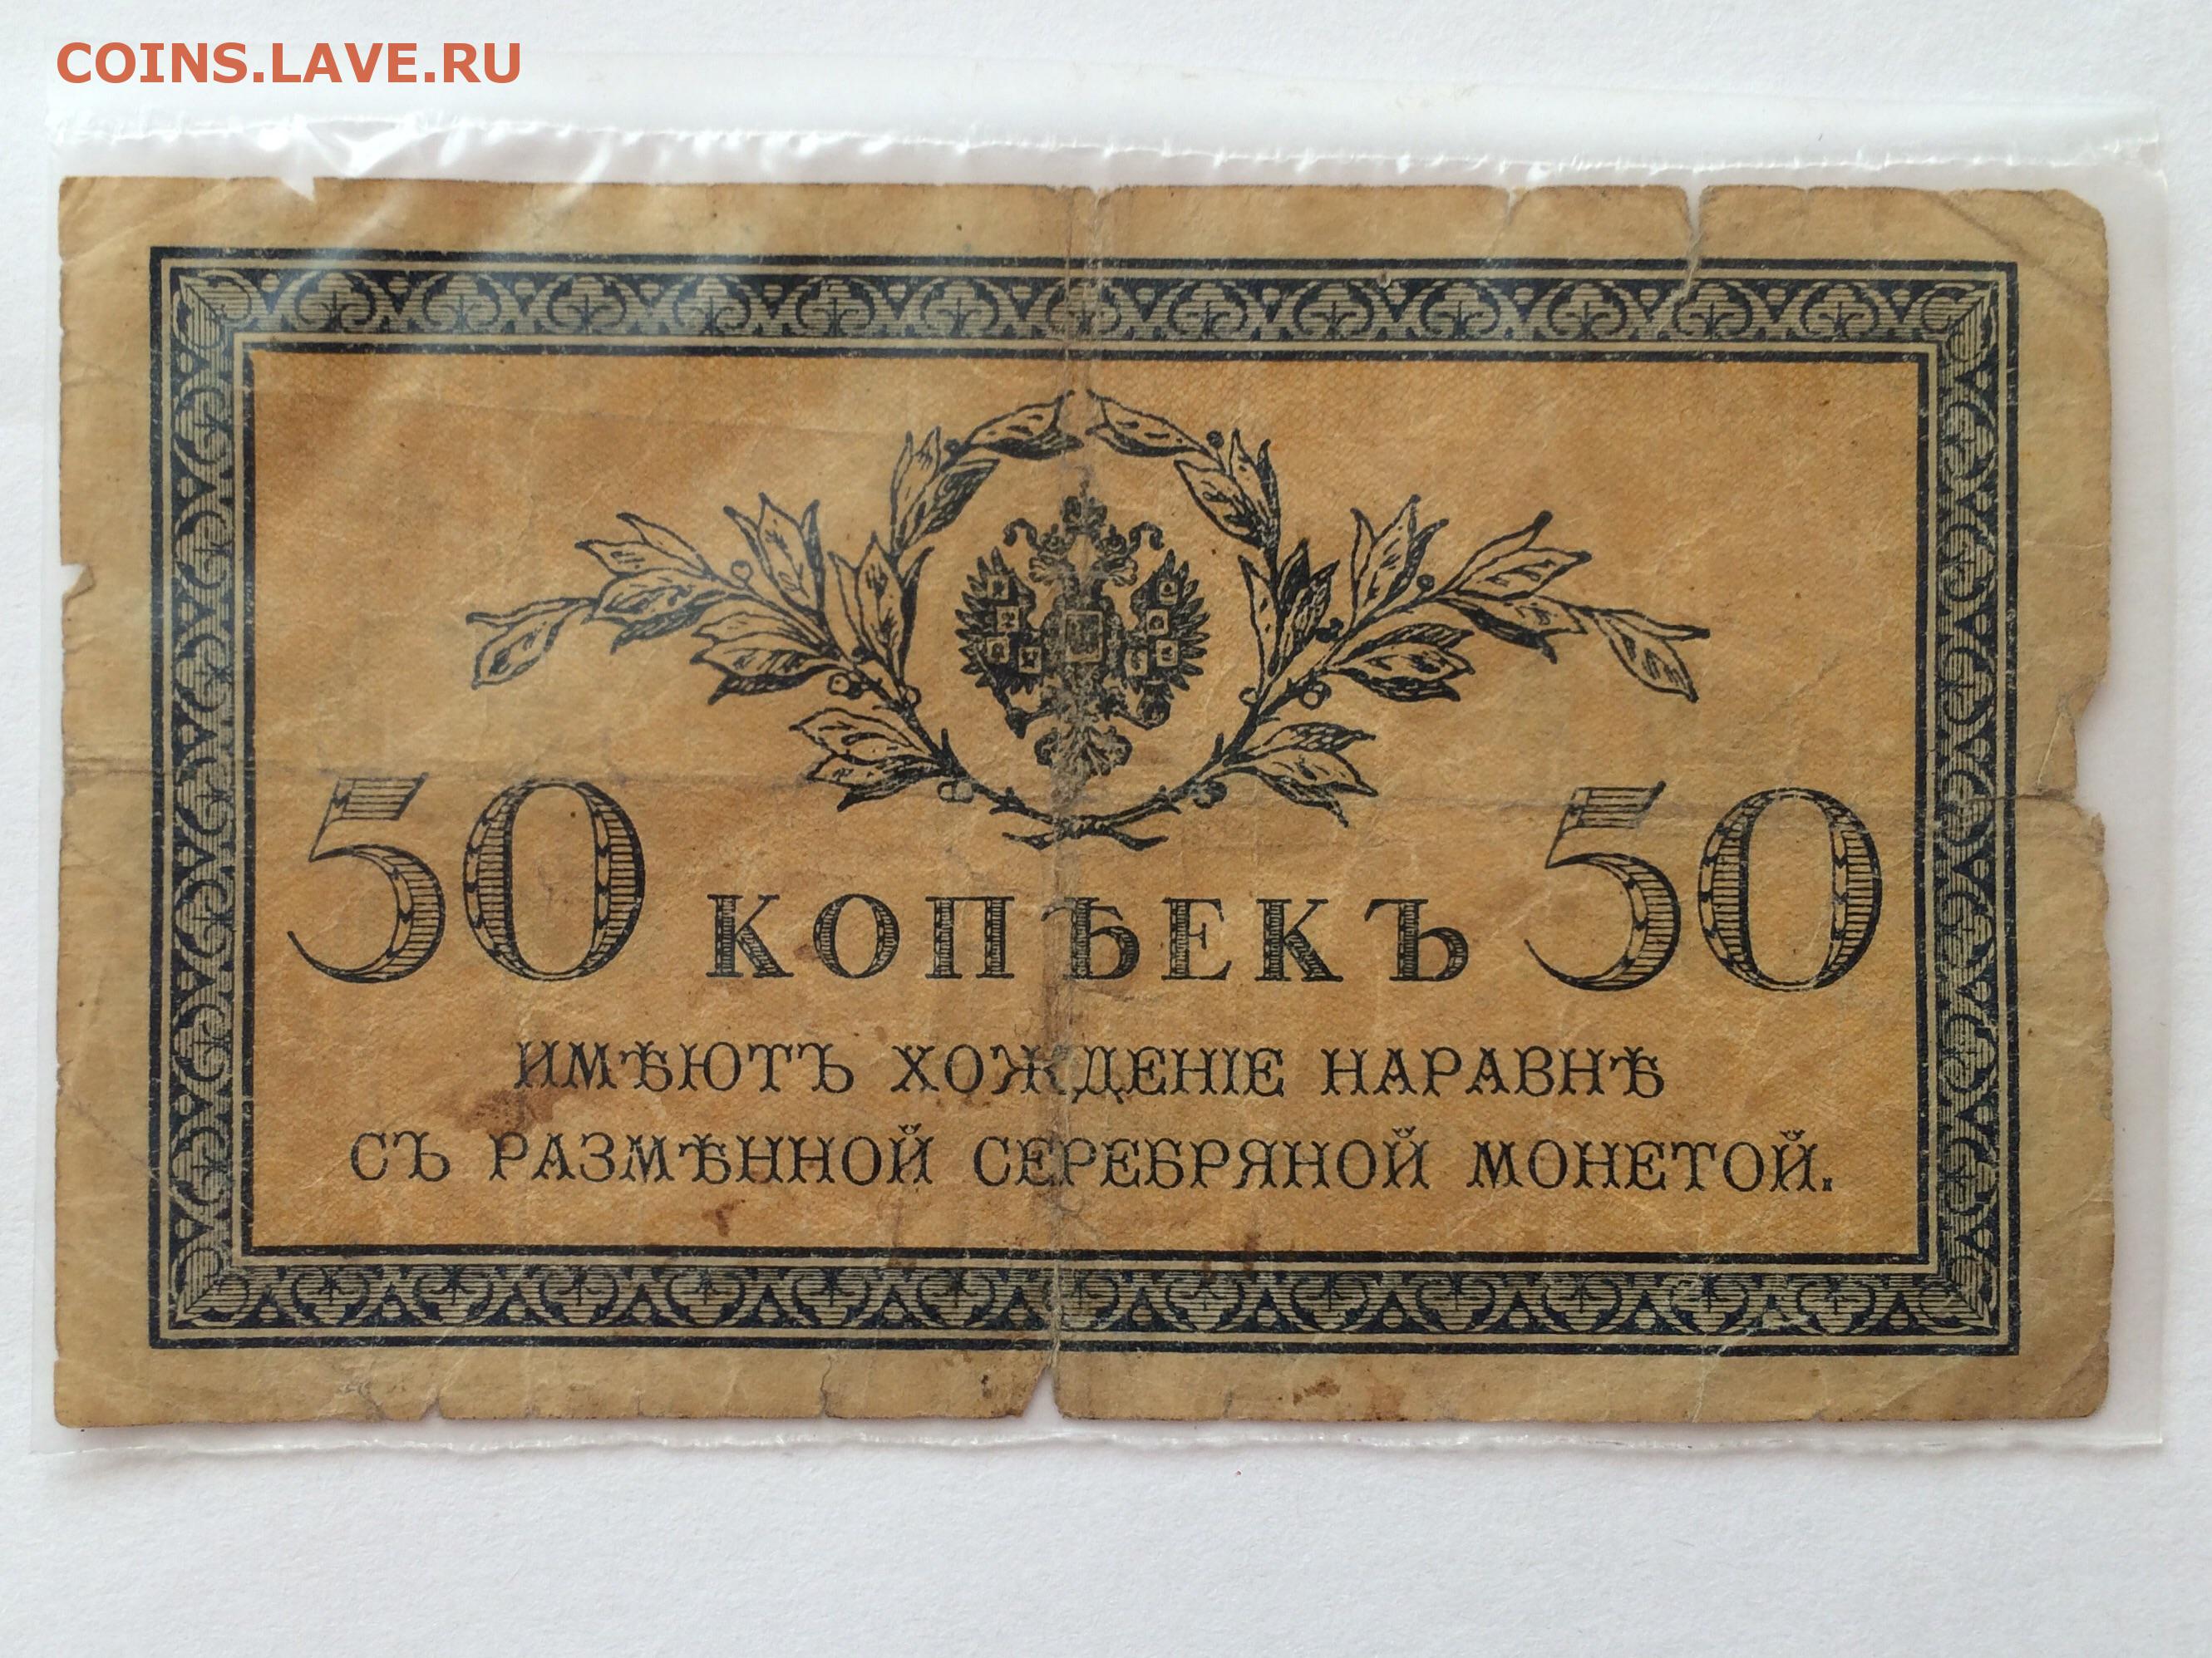 COINS.LAVE.RU
50 КОПѢЕКЪ 50
ИМѢЮТЪ ХОЖДЕНІЕ НАРАВНѢ
СЪ РАЗМѢННОЙ СЕРЕБРЯНОЙ МОНЕТОЙ.